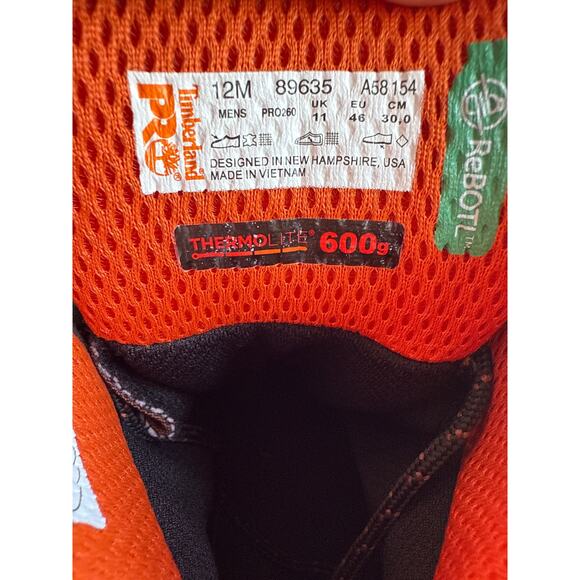 Timberland
PRO
12M 89635 A58154
MENS PRO260 UK EU CM
11 46 30,0
DESIGNED IN NEW HAMPSHIRE, USA
MADE IN VIETNAM
THERMOLITE® 600g
ReBOTL™